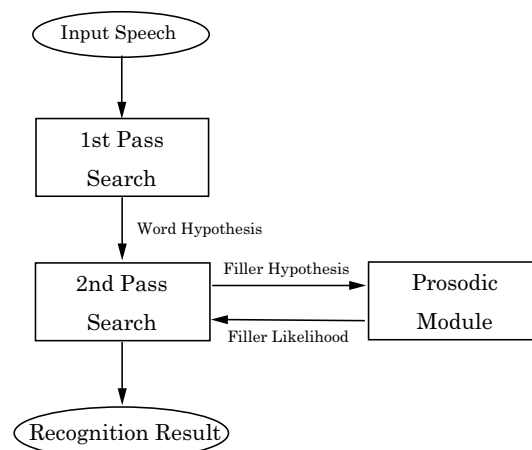 Input Speech
1st Pass
Search
Word Hypothesis
2nd Pass
Search
Filler Hypothesis
Filler Likelihood
Prosodic
Module
Recognition Result